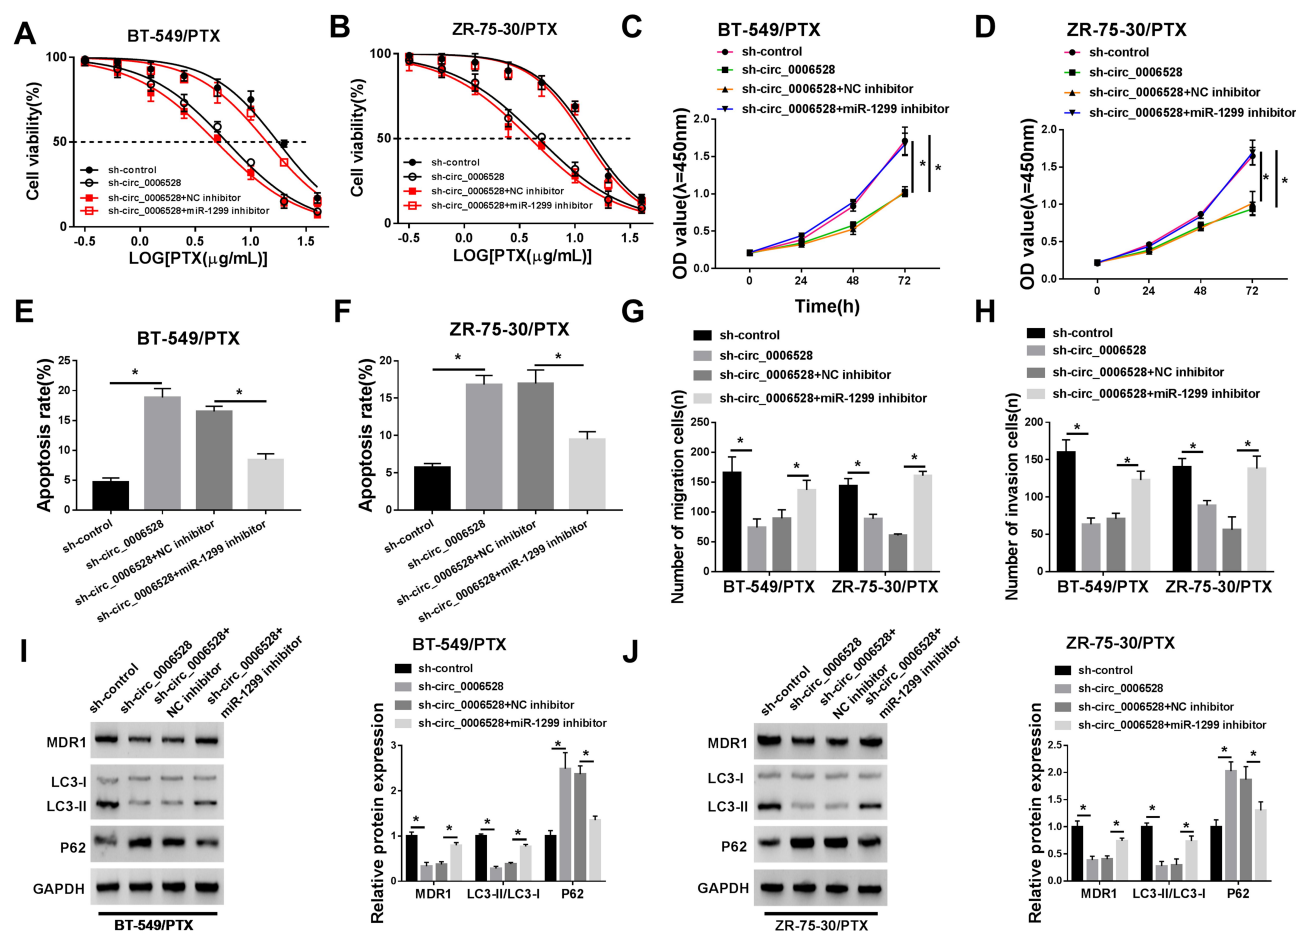 A
BT-549/PTX
Cell viability(%)
100
50
0
sh-control
sh-circ_0006528
sh-circ_0006528+NC inhibitor
sh-circ_0006528+miR-1299 inhibitor
-0.5 0.0 0.5 1.0 1.5
LOG[PTX(μg/mL)]
B
ZR-75-30/PTX
Cell viability(%)
100
50
0
sh-control
sh-circ_0006528
sh-circ_0006528+NC inhibitor
sh-circ_0006528+miR-1299 inhibitor
-0.5 0.0 0.5 1.0 1.5
LOG[PTX(μg/mL)]
C
BT-549/PTX
sh-control
sh-circ_0006528
sh-circ_0006528+NC inhibitor
sh-circ_0006528+miR-1299 inhibitor
OD value(λ=450nm)
2.0
1.5
1.0
0.5
0.0
* *
0 24 48 72
Time(h)
D
ZR-75-30/PTX
sh-control
sh-circ_0006528
sh-circ_0006528+NC inhibitor
sh-circ_0006528+miR-1299 inhibitor
OD value(λ=450nm)
2.0
1.5
1.0
0.5
0.0
* *
0 24 48 72
E
BT-549/PTX
Apoptosis rate(%)
25
20
15
10
5
0
* *
sh-control
sh-circ_0006528
sh-circ_0006528+NC inhibitor
sh-circ_0006528+miR-1299 inhibitor
F
ZR-75-30/PTX
Apoptosis rate(%)
20
15
10
5
0
* *
sh-control
sh-circ_0006528
sh-circ_0006528+NC inhibitor
sh-circ_0006528+miR-1299 inhibitor
G
sh-control
sh-circ_0006528
sh-circ_0006528+NC inhibitor
sh-circ_0006528+miR-1299 inhibitor
Number of migration cells(n)
250
200
150
100
50
0
* * * *
BT-549/PTX ZR-75-30/PTX
H
sh-control
sh-circ_0006528
sh-circ_0006528+NC inhibitor
sh-circ_0006528+miR-1299 inhibitor
Number of invasion cells(n)
200
150
100
50
0
* * * *
BT-549/PTX ZR-75-30/PTX
I
sh-control
sh-circ_0006528
sh-circ_0006528+
NC inhibitor
sh-circ_0006528+
miR-1299 inhibitor
MDR1
LC3-I
LC3-II
P62
GAPDH
BT-549/PTX
BT-549/PTX
sh-control
sh-circ_0006528
sh-circ_0006528+NC inhibitor
sh-circ_0006528+miR-1299 inhibitor
Relative protein expression
3
2
1
0
* * * * * *
MDR1 LC3-II/LC3-I P62
J
sh-control
sh-circ_0006528
sh-circ_0006528+
NC inhibitor
sh-circ_0006528+
miR-1299 inhibitor
MDR1
LC3-I
LC3-II
P62
GAPDH
ZR-75-30/PTX
ZR-75-30/PTX
sh-control
sh-circ_0006528
sh-circ_0006528+NC inhibitor
sh-circ_0006528+miR-1299 inhibitor
Relative protein expression
2.5
2.0
1.5
1.0
0.5
0.0
* * * * * *
MDR1 LC3-II/LC3-I P62